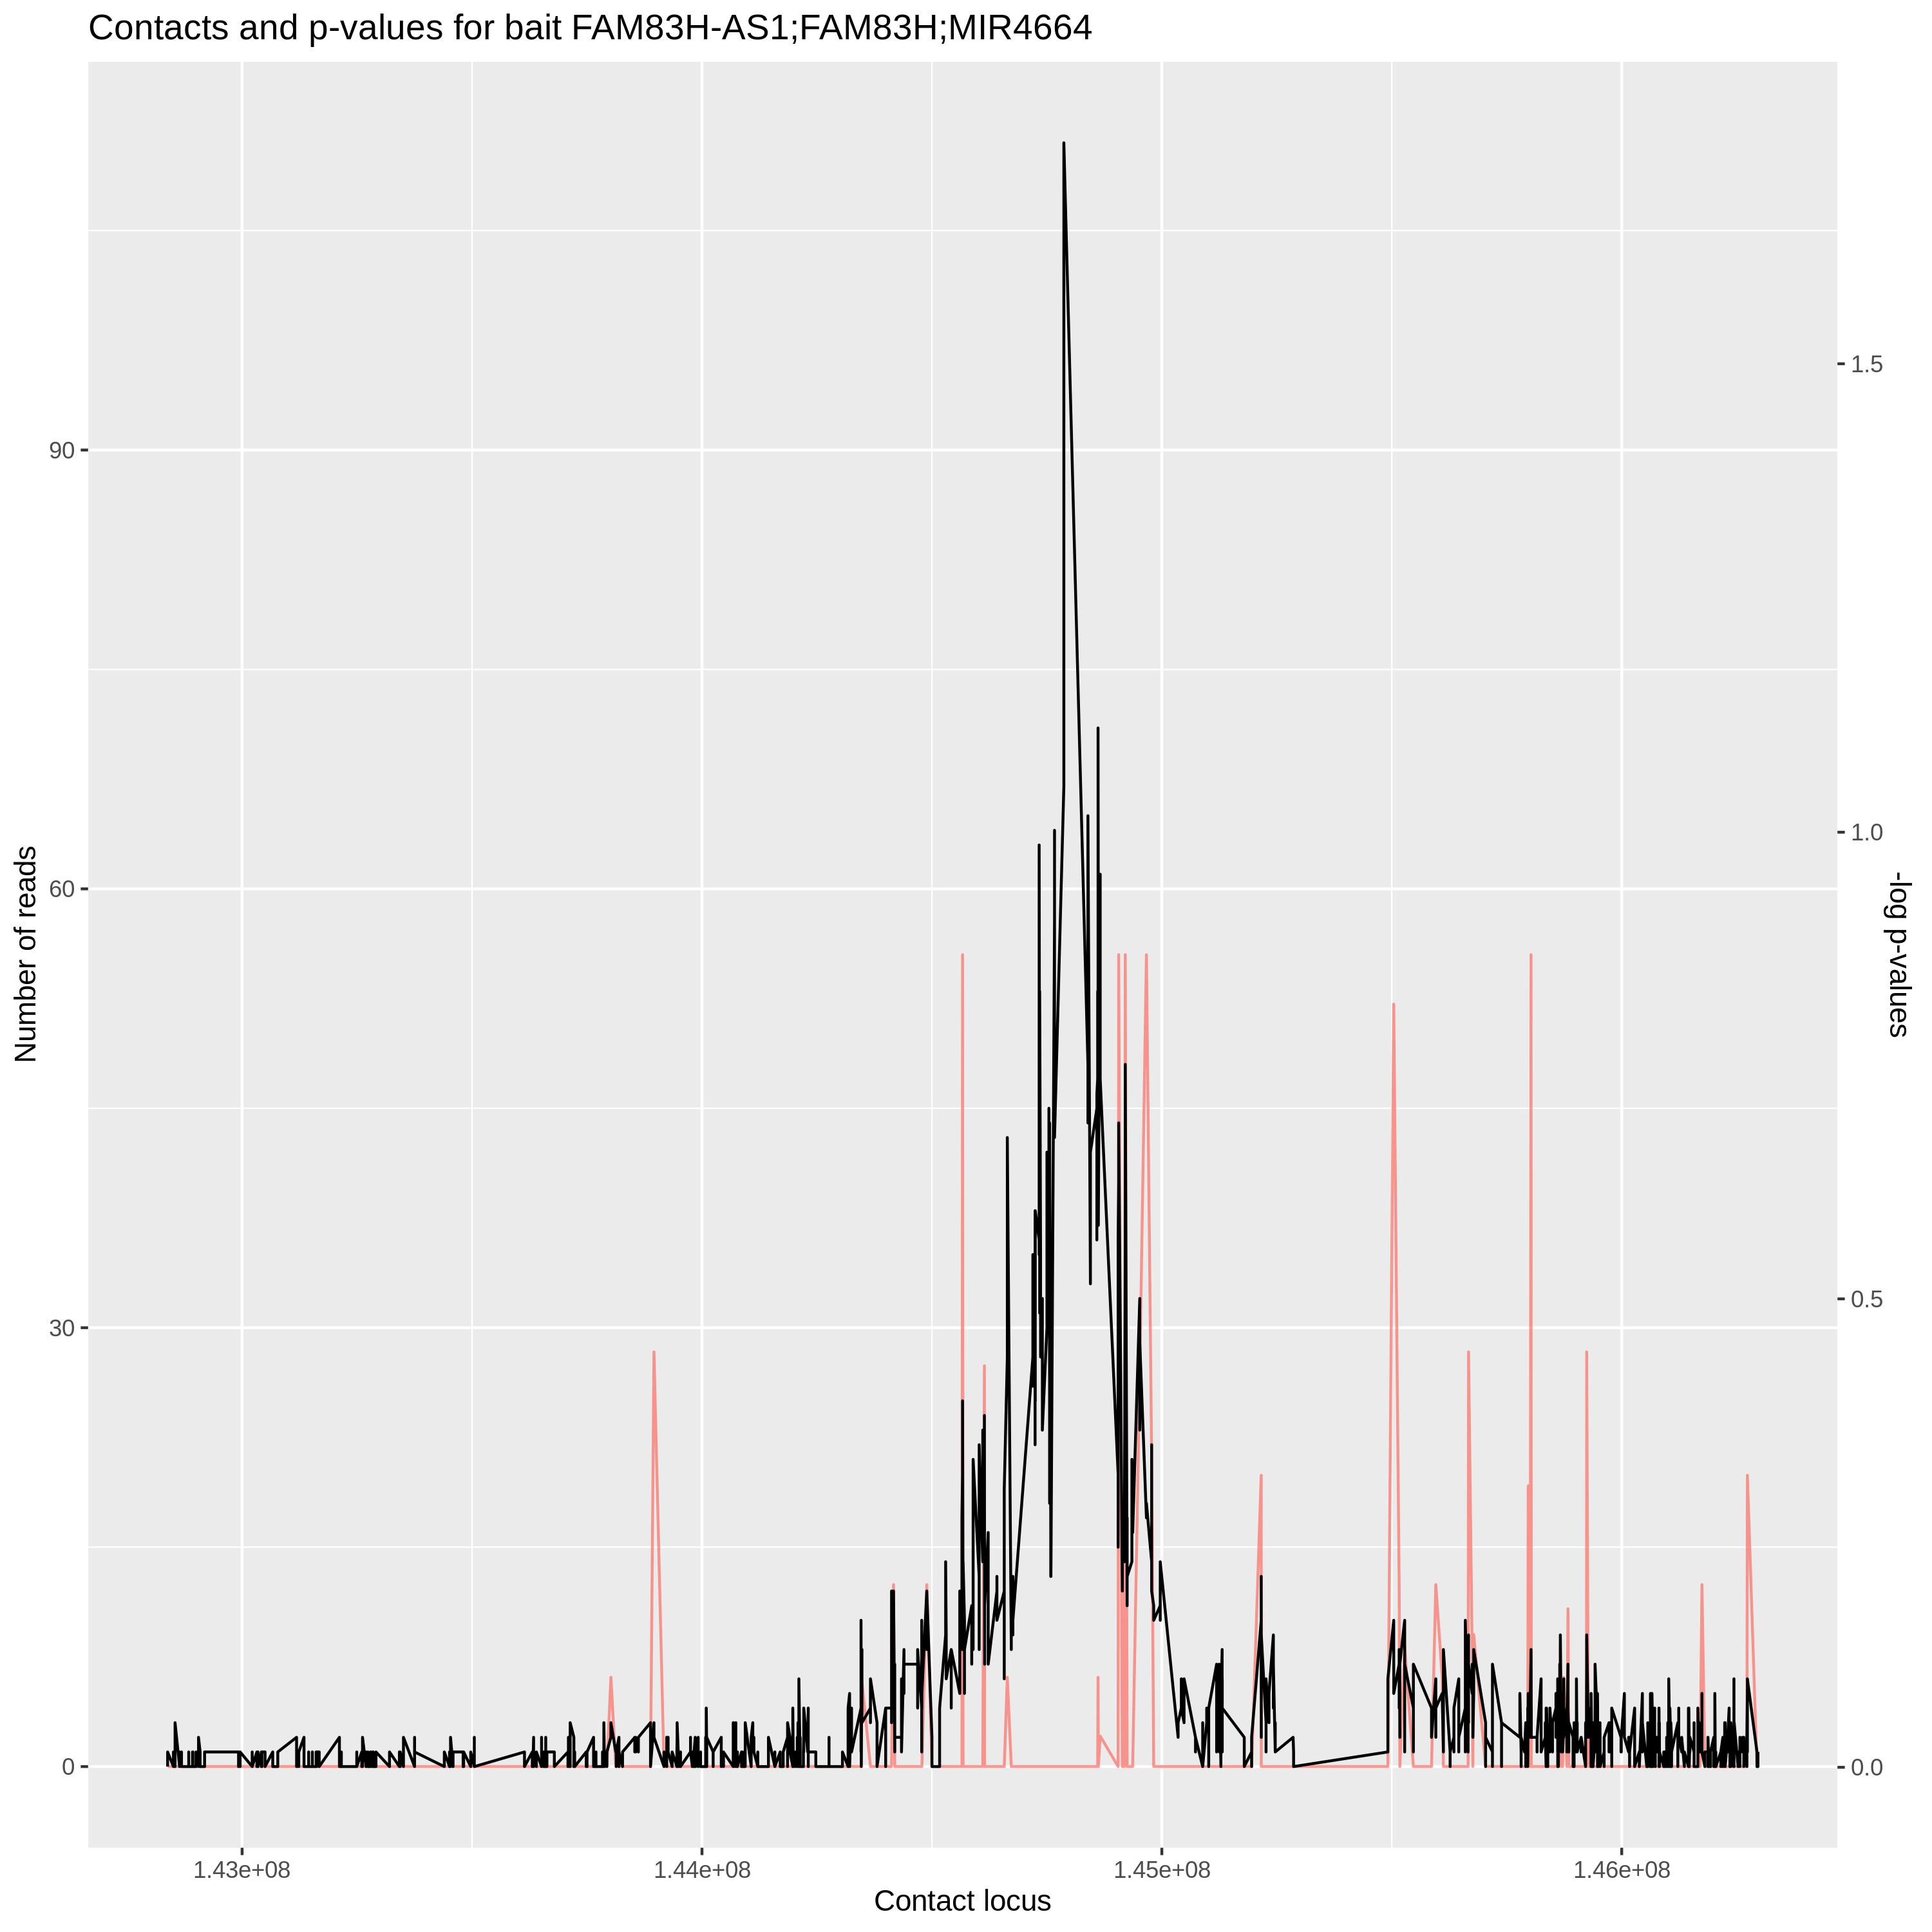 Contacts and p-values for bait FAM83H-AS1;FAM83H;MIR4664
90
60
30
0
Number of reads
1.5
1.0
0.5
0.0
-log p-values
1.43e+08
1.44e+08
1.45e+08
1.46e+08
Contact locus